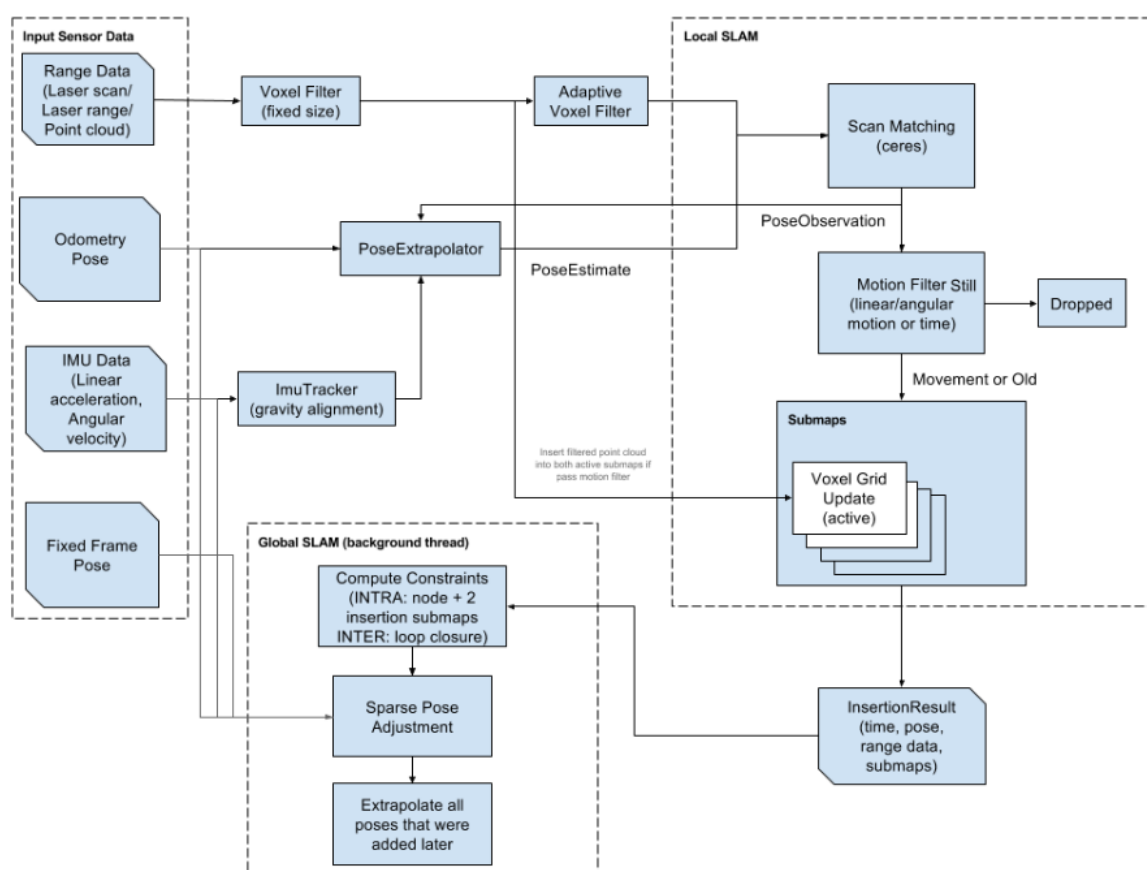 Input Sensor Data
Range Data
(Laser scan/
Laser range/
Point cloud)
Voxel Filter
(fixed size)
Adaptive
Voxel Filter
Local SLAM
Scan Matching
(ceres)
PoseObservation
Odometry
Pose
PoseExtrapolator
PoseEstimate
Motion Filter Still
(linear/angular
motion or time)
Dropped
Movement or Old
IMU Data
(Linear
acceleration,
Angular
velocity)
ImuTracker
(gravity alignment)
Submaps
Insert filtered point cloud
into both active submaps if
pass motion filter
Voxel Grid
Update
(active)
Fixed Frame
Pose
Global SLAM (background thread)
Compute Constraints
(INTRA: node + 2
insertion submaps
INTER: loop closure)
Sparse Pose
Adjustment
Extrapolate all
poses that were
added later
InsertionResult
(time, pose,
range data,
submaps)